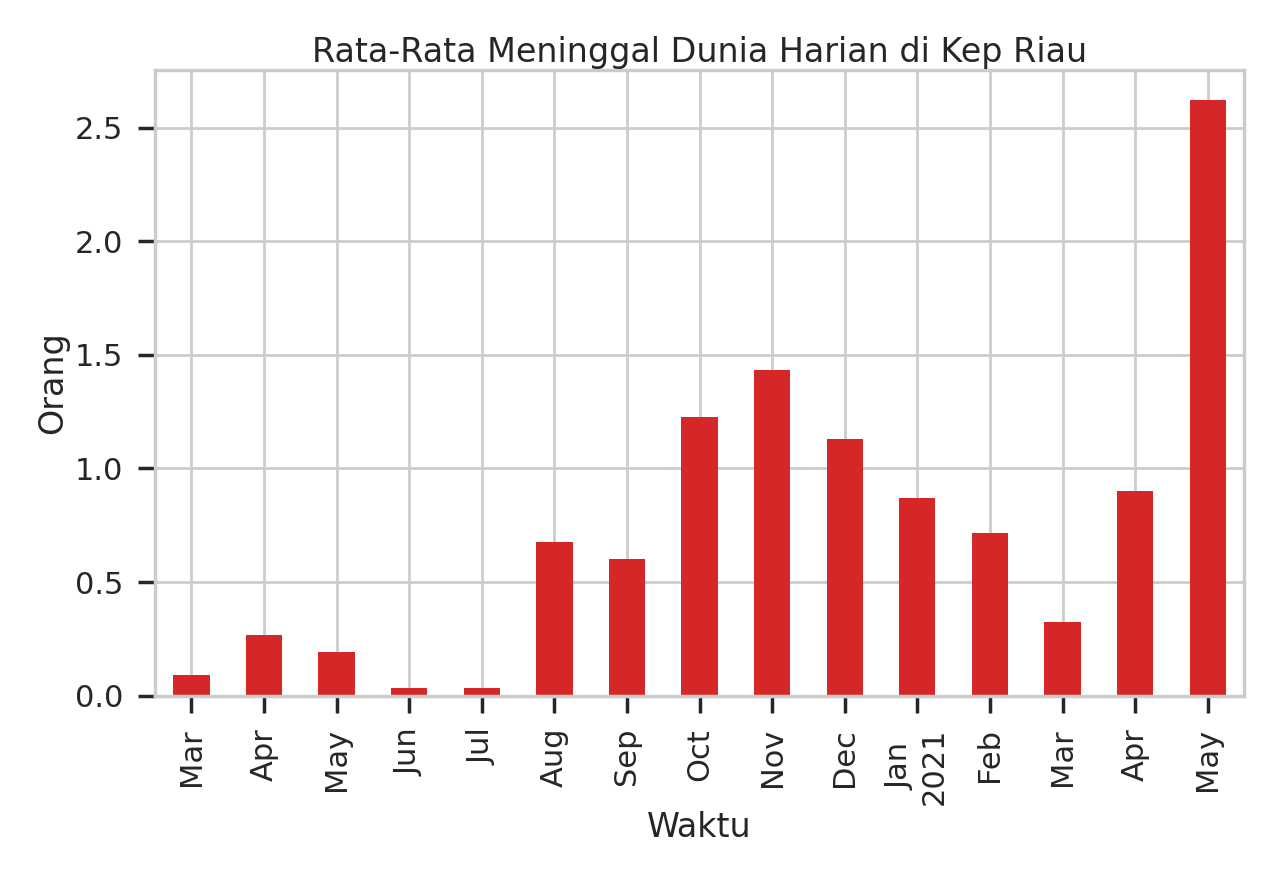 Rata-Rata Meninggal Dunia Harian di Kep Riau
2.5
2.0
1.5
1.0
0.5
0.0
Orang
Mar
Apr
May
Jun
Jul
Aug
Sep
Oct
Nov
Dec
Jan
2021
Feb
Mar
Apr
May
Waktu